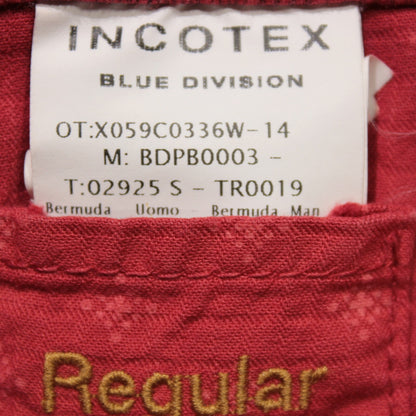 INCOTEX
BLUE DIVISION
OT:X059C0336W-14
M: BDPB0003 -
T:02925 S - TR0019
Bermuda Uomo - Bermuda Man
Regular